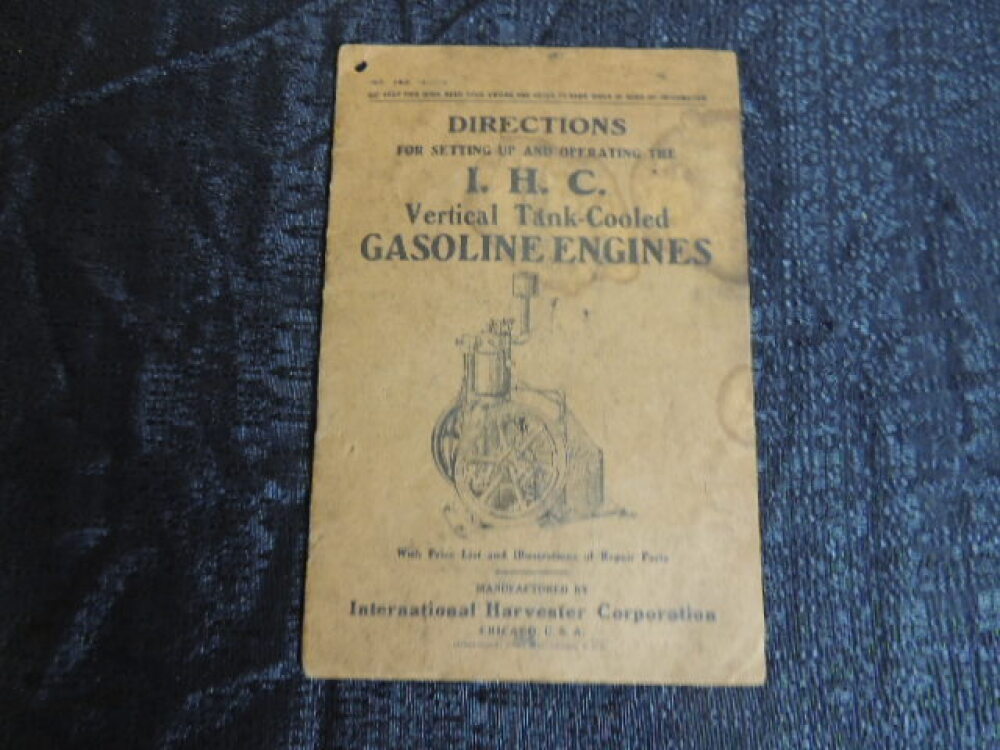 DIRECTIONS
FOR SETTING UP AND OPERATING THE
I. H. C.
Vertical Tank-Cooled
GASOLINE ENGINES
With Price List and Illustrations of Repair Parts
MANUFACTURED BY
International Harvester Corporation
CHICAGO, U. S. A.